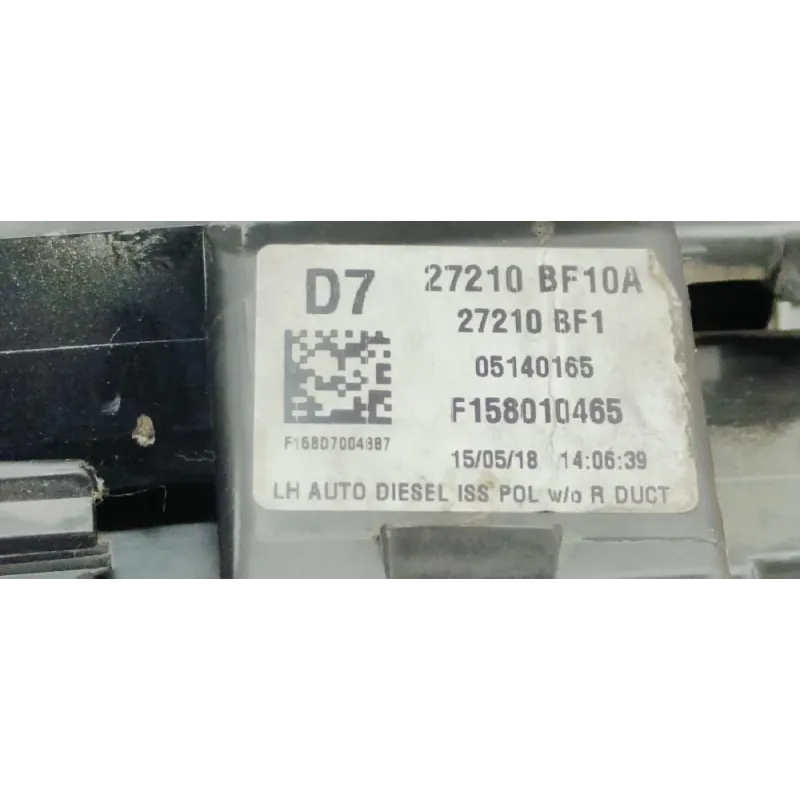 D7
27210 BF10A
27210 BF1
05140165
F158010465
F158D7004887
15/05/18 14:06:39
LH AUTO DIESEL ISS POL w/o R DUCT